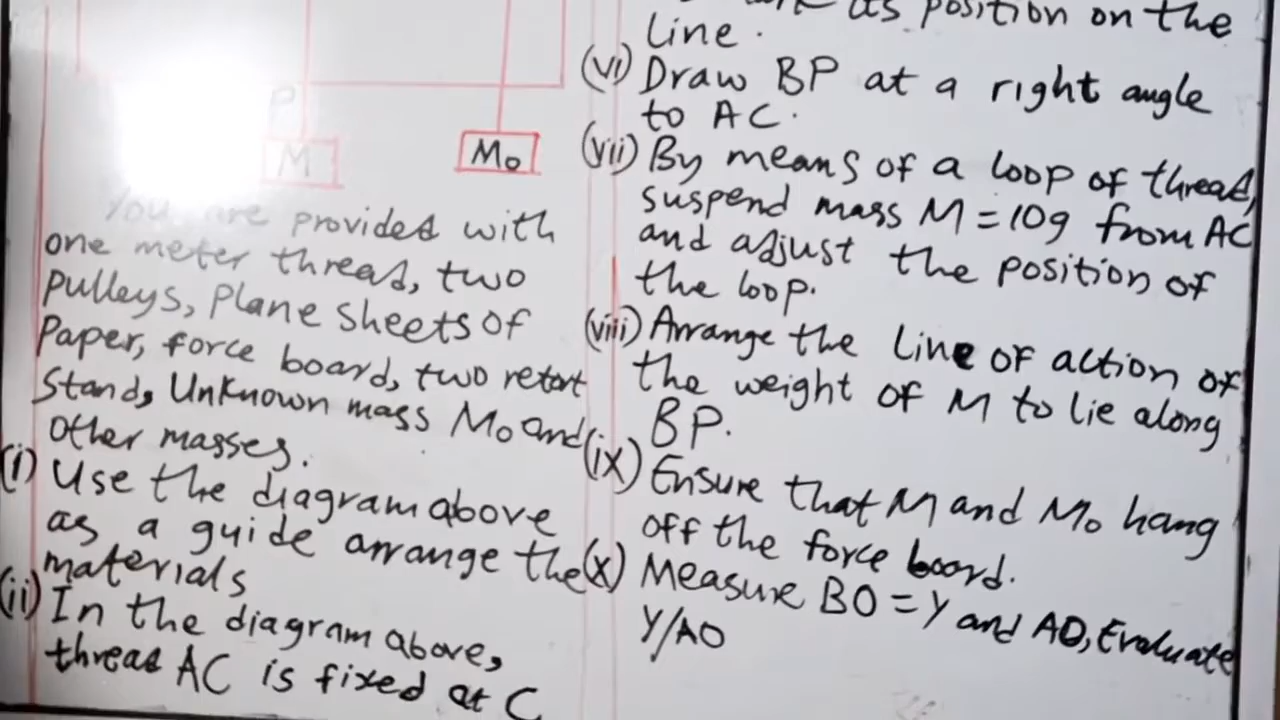 P
M
Mo
You are provided with
one meter thread, two
Pulleys, Plane sheets of
Paper, force board, two retort
Stand, Unknown mass Mo and
other masses.
(i) Use the diagram above
as a guide arrange the
materials
(ii) In the diagram above,
thread AC is fixed at C
its position on the
line.
(vi) Draw BP at a right angle
to AC.
(vii) By means of a loop of thread,
suspend mass M = 10g from AC
and adjust the position of
the loop.
(viii) Arrange the line of action of
the weight of M to lie along
BP.
(ix) Ensure that M and Mo hang
off the force board.
(x) Measure BO = Y and AO, Evaluate
Y/AO